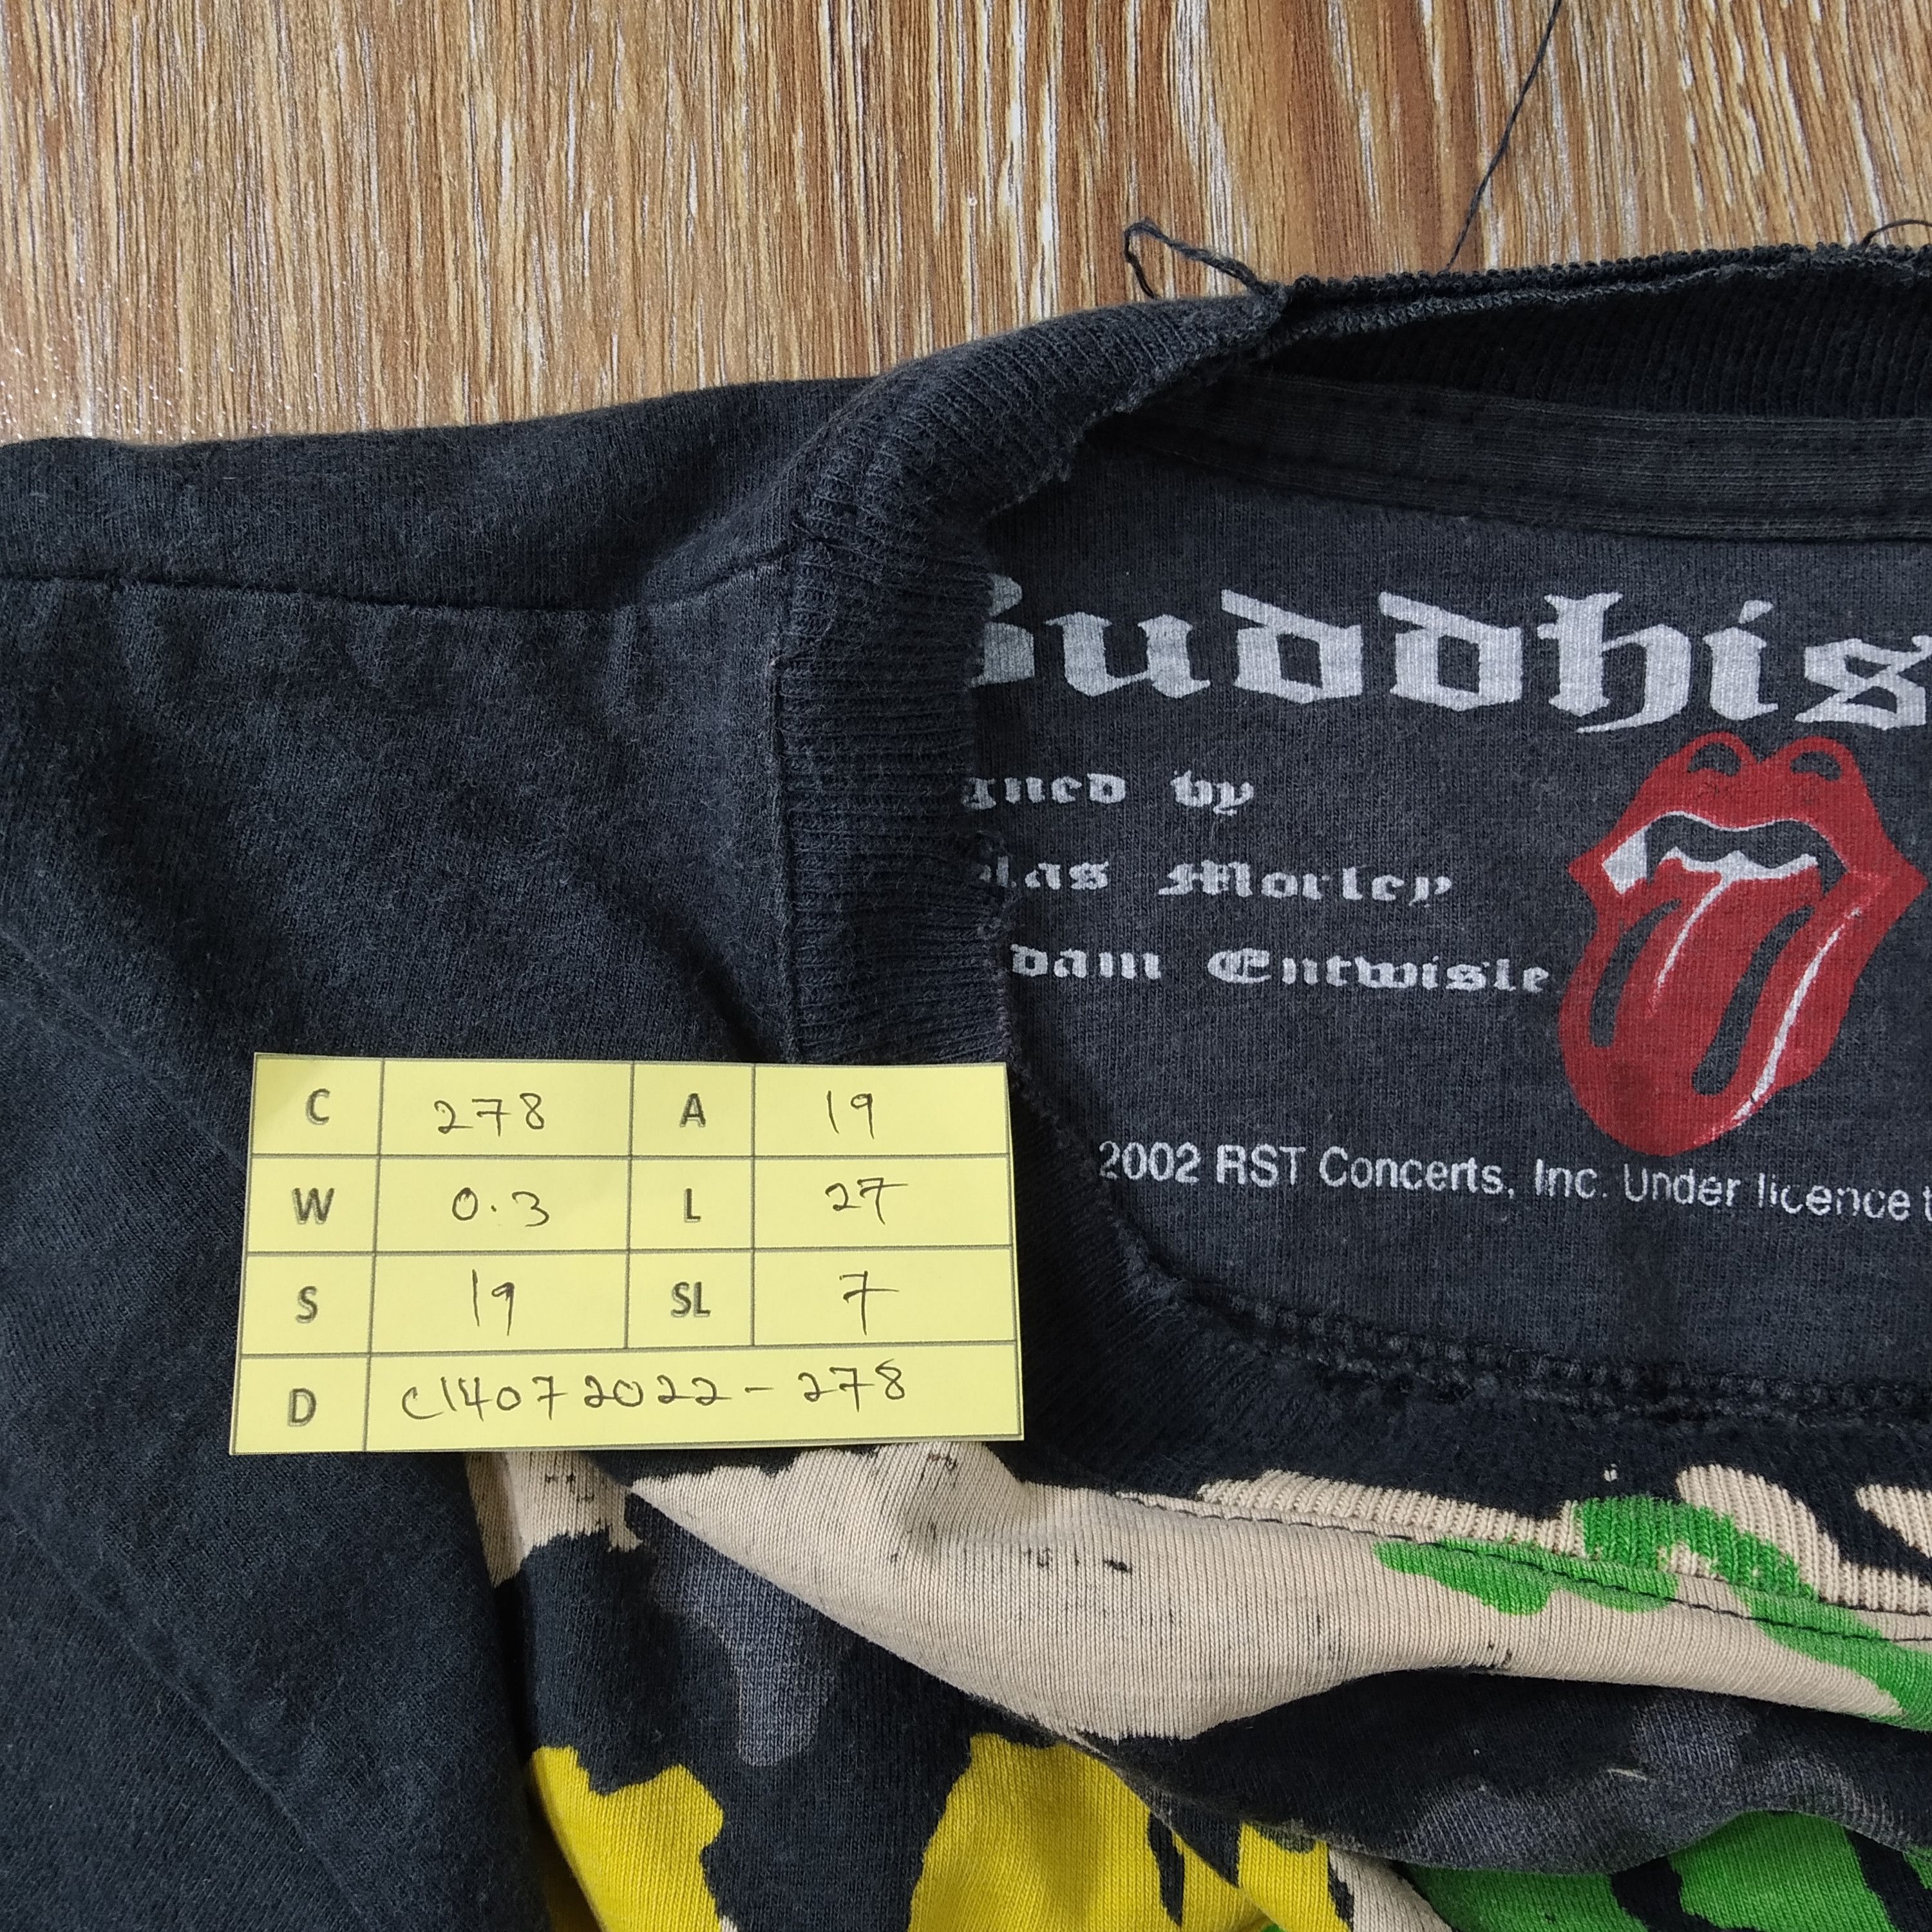 uddhis
gned by
las Morley
dam Entwisle
2002 RST Concerts, Inc. Under licence
C 278 A 19
W 0.3 L 27
S 19 SL 7
D C14072022-278